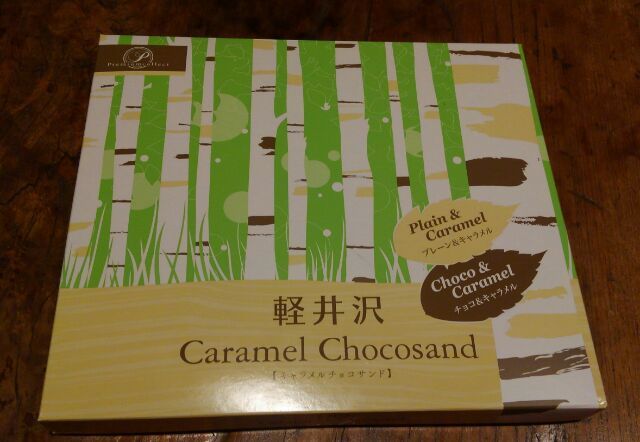 P
Premiumcollect
Plain &
Caramel
プレーン&キャラメル
Choco &
Caramel
チョコ&キャラメル
軽井沢
Caramel Chocosand
【キャラメルチョコサンド】